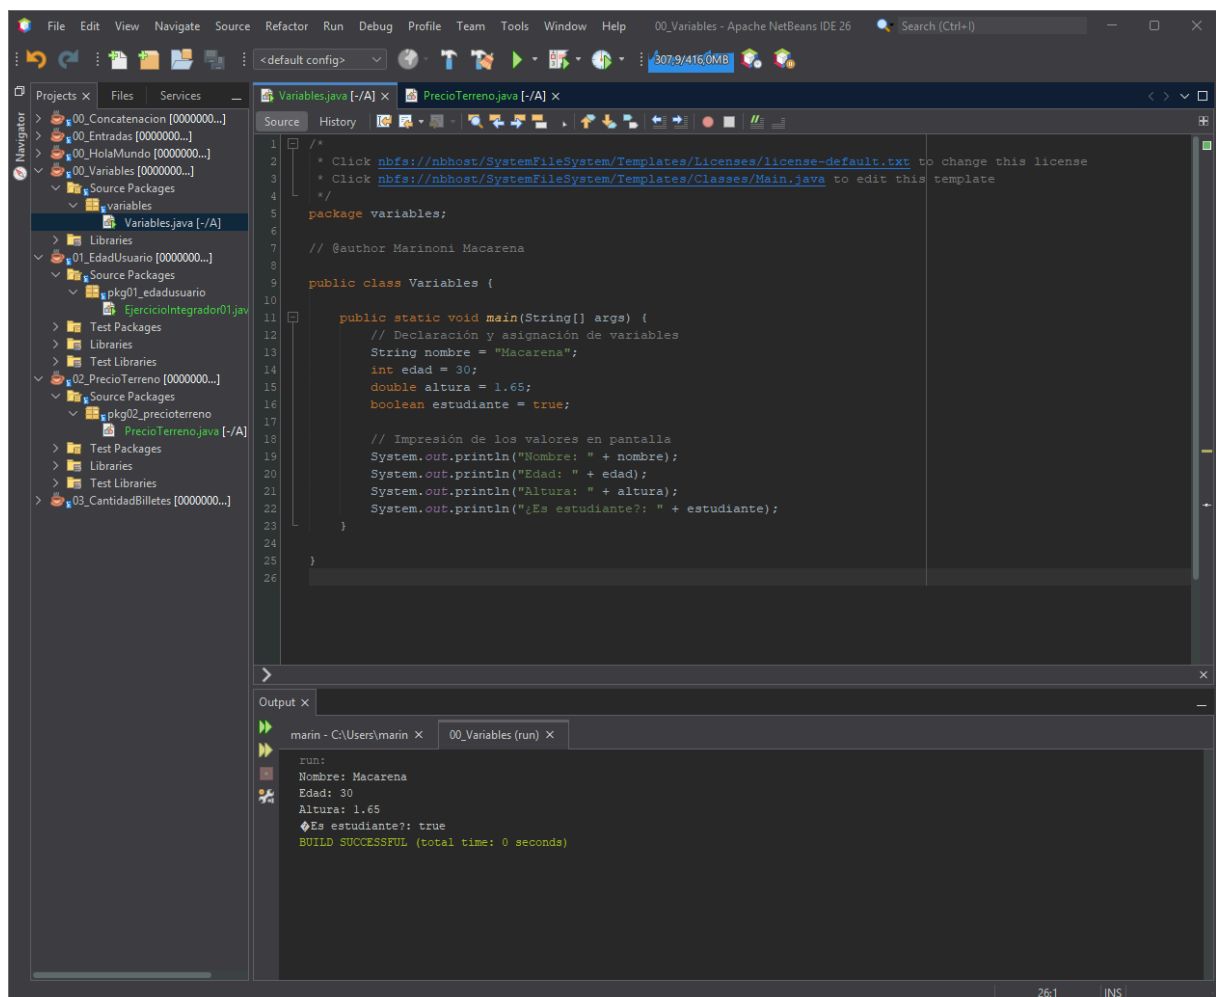 File Edit View Navigate Source Refactor Run Debug Profile Team Tools Window Help 00_Variables - Apache NetBeans IDE 26 Search (Ctrl+I)
<default config> 307,9/416,0MB
Projects Files Services
Navigator
00_Concatenacion [0000000...]
00_Entradas [0000000...]
00_HolaMundo [0000000...]
00_Variables [0000000...]
Source Packages
variables
Variables.java [-/A]
Libraries
01_EdadUsuario [0000000...]
Source Packages
pkg01_edadusuario
EjercicioIntegrador01.jav
Test Packages
Libraries
Test Libraries
02_PrecioTerreno [0000000...]
Source Packages
pkg02_precioterreno
PrecioTerreno.java [-/A]
Test Packages
Libraries
Test Libraries
03_CantidadBilletes [0000000...]
Variables.java [-/A] PrecioTerreno.java [-/A]
Source History
1 /*
2 * Click nbfs://nbhost/SystemFileSystem/Templates/Licenses/license-default.txt to change this license
3 * Click nbfs://nbhost/SystemFileSystem/Templates/Classes/Main.java to edit this template
4 */
5 package variables;
6
7 // @author Marinoni Macarena
8
9 public class Variables {
10
11 public static void main(String[] args) {
12 // Declaración y asignación de variables
13 String nombre = "Macarena";
14 int edad = 30;
15 double altura = 1.65;
16 boolean estudiante = true;
17
18 // Impresión de los valores en pantalla
19 System.out.println("Nombre: " + nombre);
20 System.out.println("Edad: " + edad);
21 System.out.println("Altura: " + altura);
22 System.out.println("¿Es estudiante?: " + estudiante);
23 }
24
25 }
26
Output
marin - C:\Users\marin 00_Variables (run)
run:
Nombre: Macarena
Edad: 30
Altura: 1.65
�Es estudiante?: true
BUILD SUCCESSFUL (total time: 0 seconds)
26:1 INS